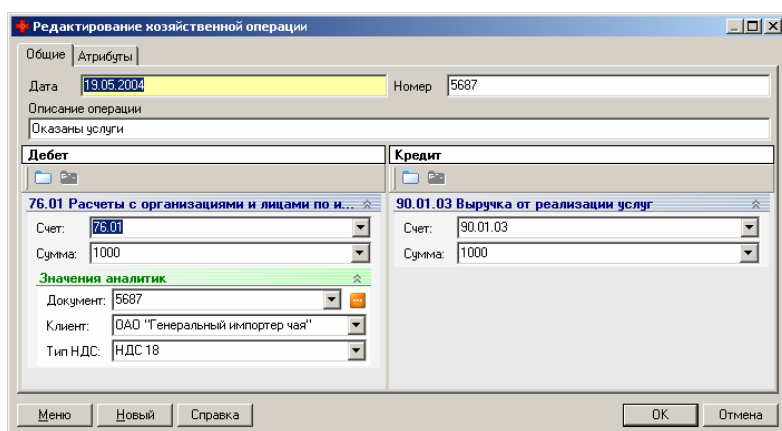 Редактирование хозяйственной операции
Общие Атрибуты
Дата 19.05.2004 Номер 5687
Описание операции
Оказаны услуги
Дебет Кредит
76.01 Расчеты с организациями и лицами по и... 90.01.03 Выручка от реализации услуг
Счет: 76.01 Счет: 90.01.03
Сумма: 1000 Сумма: 1000
Значения аналитик
Документ: 5687
Клиент: ОАО "Генеральный импортер чая"
Тип НДС: НДС 18
Меню Новый Справка OK Отмена